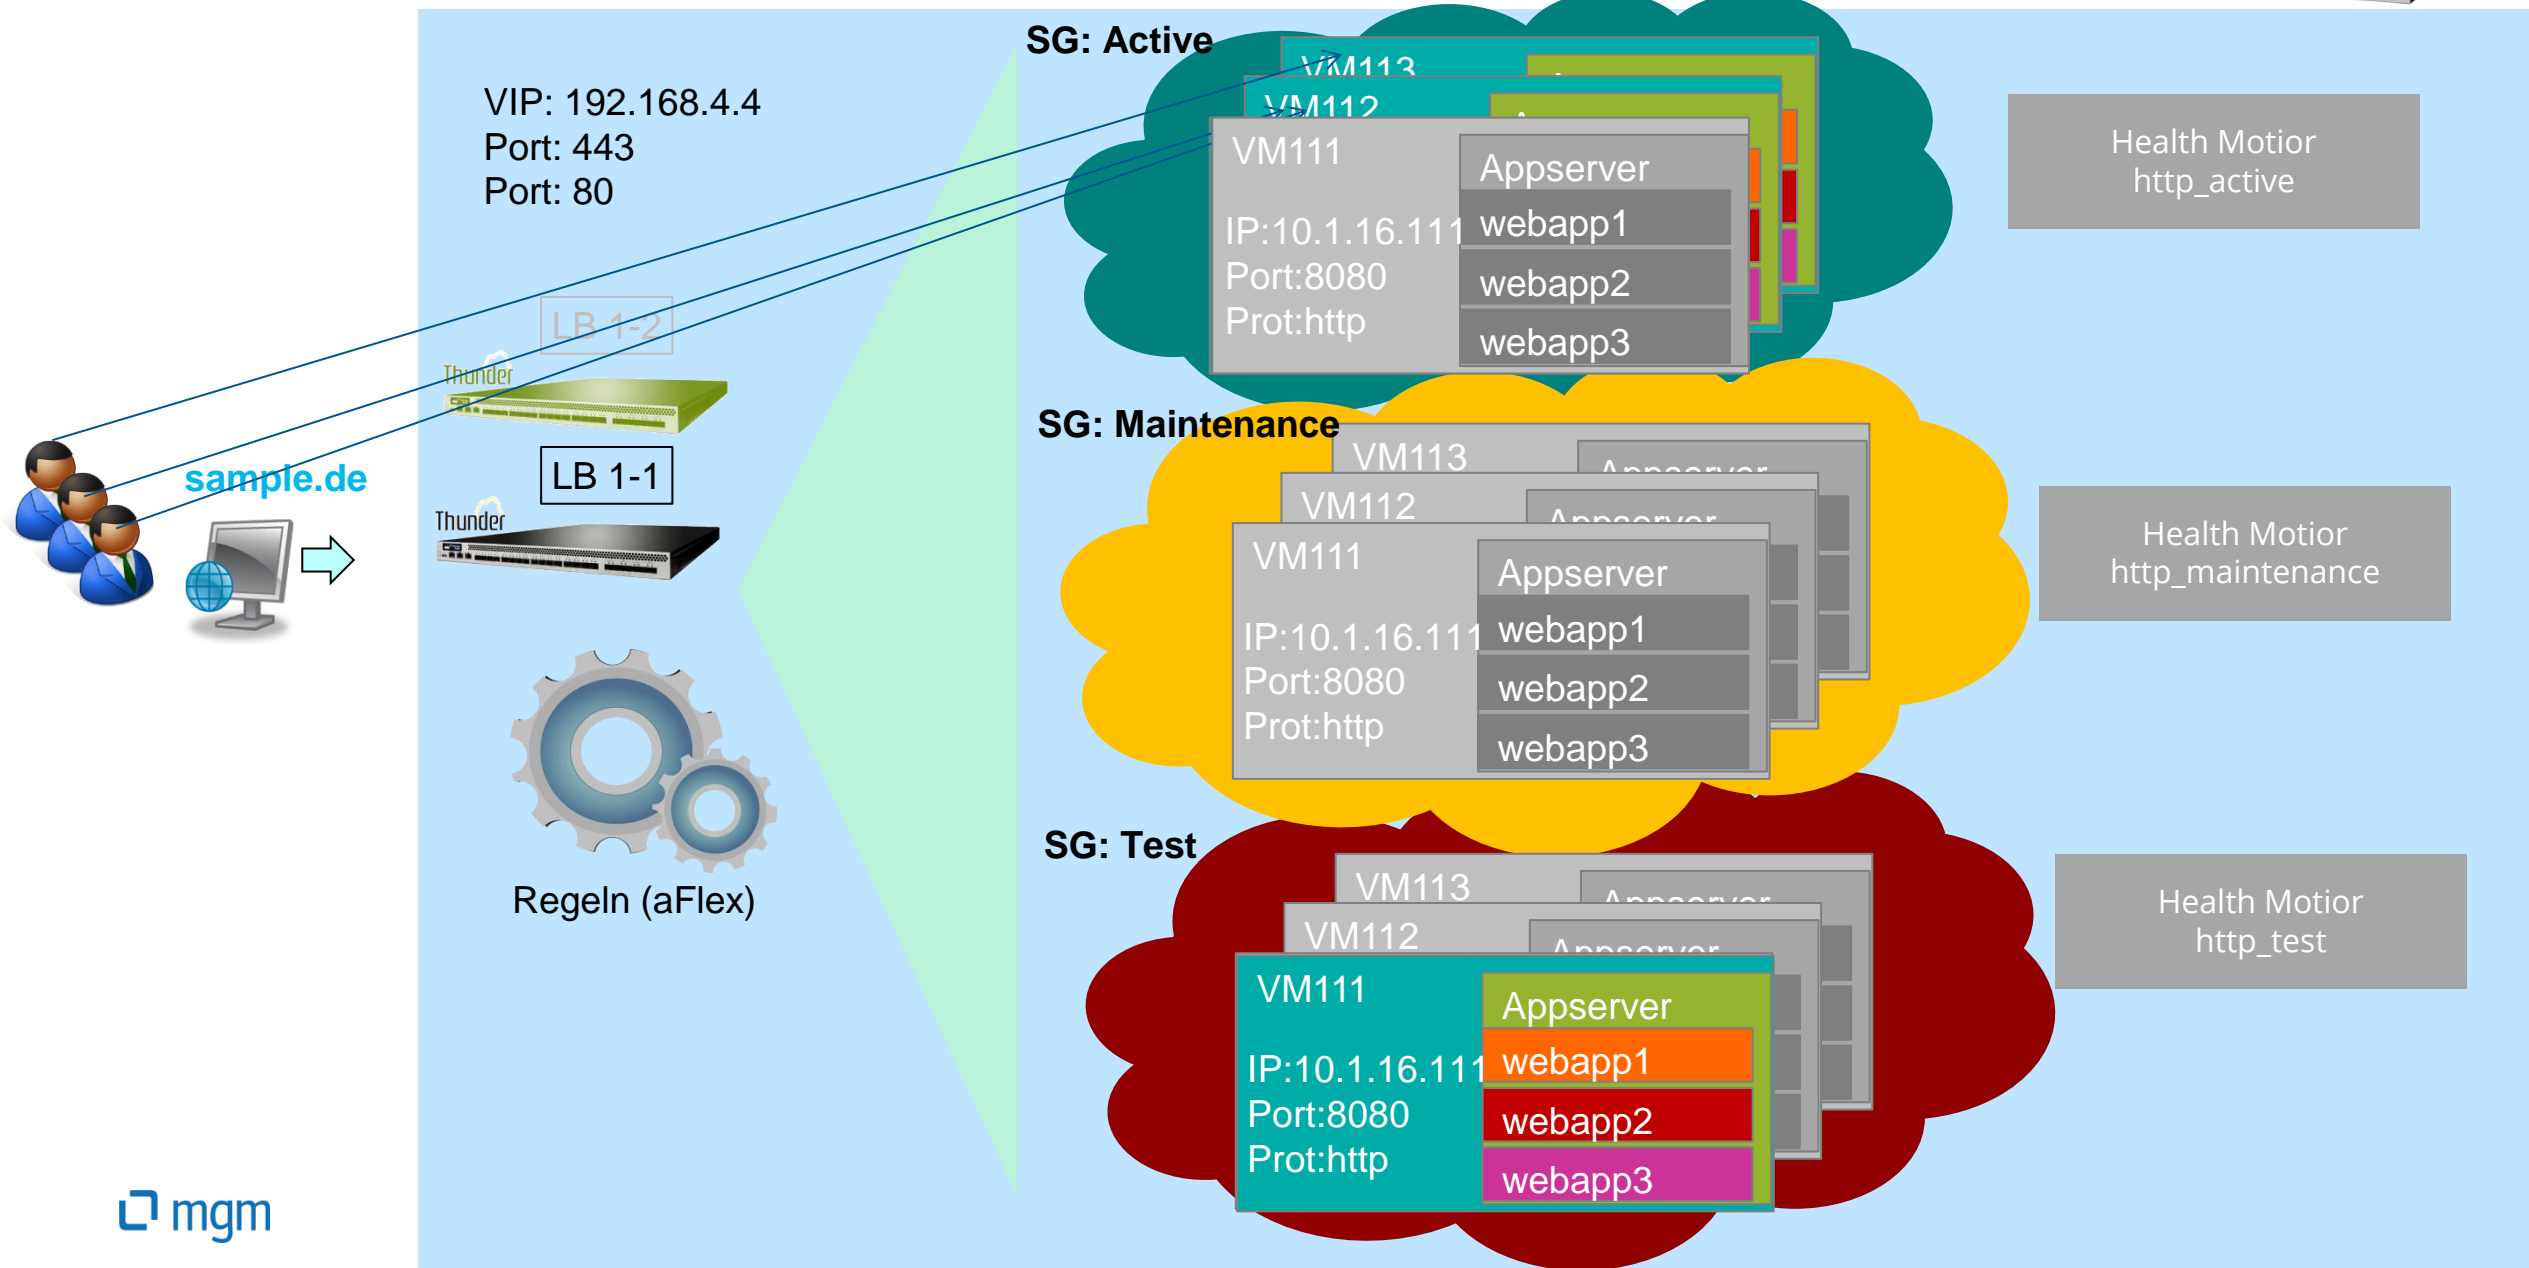 SG: Active
VIP: 192.168.4.4
Port: 443
Port: 80
VM113
VM112
VM111
IP:10.1.16.111
Port:8080
Prot:http
Appserver
webapp1
webapp2
webapp3
Health Motior
http_active
LB 1-2
Thunder
LB 1-1
Thunder
sample.de
Regeln (aFlex)
SG: Maintenance
VM113
Appserver
VM112
Appserver
VM111
IP:10.1.16.111
Port:8080
Prot:http
Appserver
webapp1
webapp2
webapp3
Health Motior
http_maintenance
SG: Test
VM113
Appserver
VM112
Appserver
VM111
IP:10.1.16.111
Port:8080
Prot:http
Appserver
webapp1
webapp2
webapp3
Health Motior
http_test
mgm